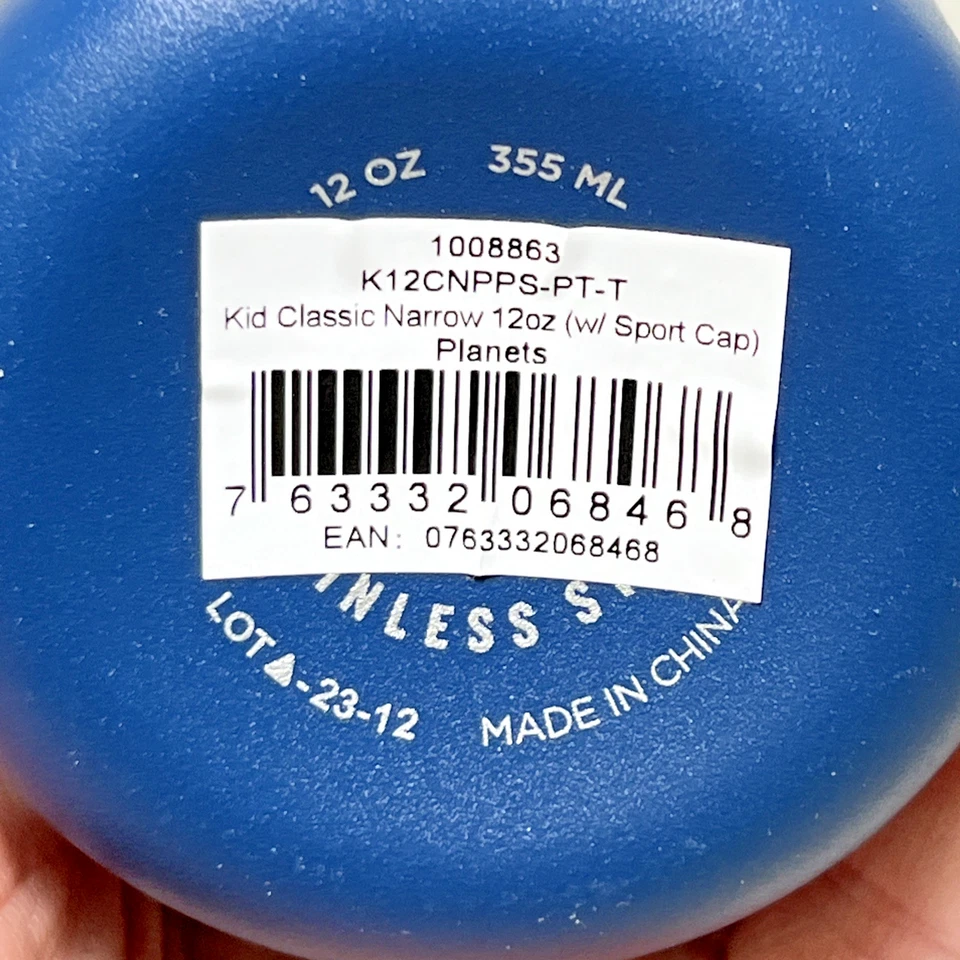 12 OZ 355 ML
1008863
K12CNPPS-PT-T
Kid Classic Narrow 12oz (w/ Sport Cap)
Planets
7 63332 06846 8
EAN: 0763332068468
LOT -23-12
MADE IN CHINA